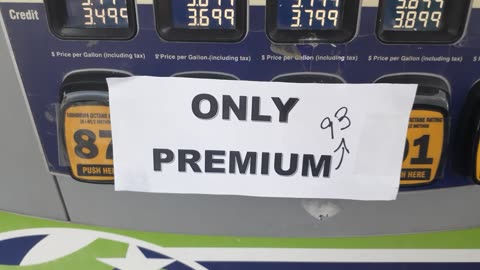 3.499 3.699 3.799 3.899
Credit
$ Price per Gallon (including tax) $ Price per Gallon (including tax) $ Price per Gallon (including tax) $ Price per Gallon (including tax)
ONLY 93
PREMIUM
87
PUSH HERE
PUSH HERE